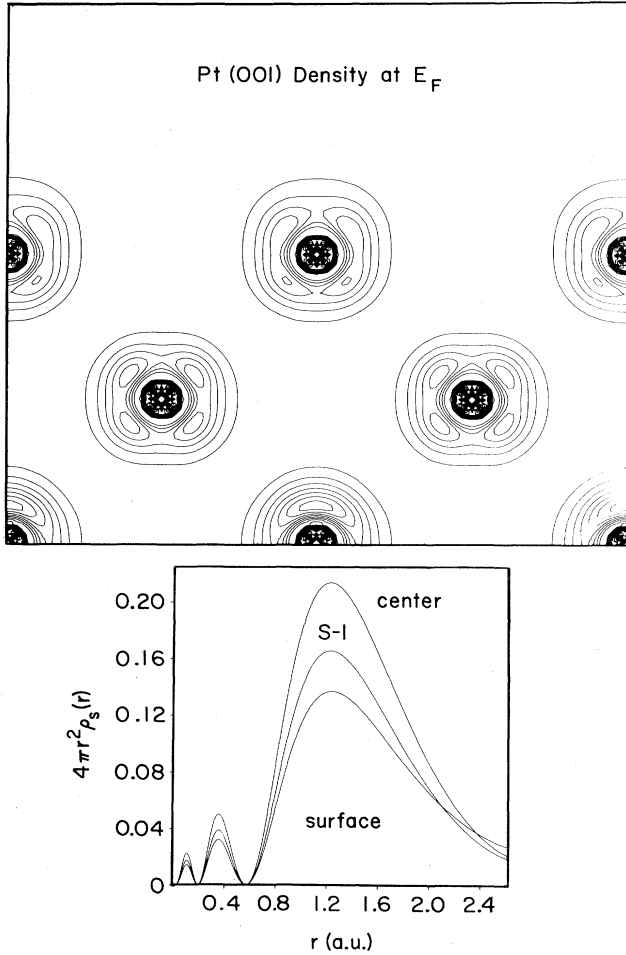 Pt (001) Density at E_F
0.20
0.16
0.12
0.08
0.04
0
4πr²ρₛ(r)
center
S-1
surface
0.4 0.8 1.2 1.6 2.0 2.4
r (a.u.)